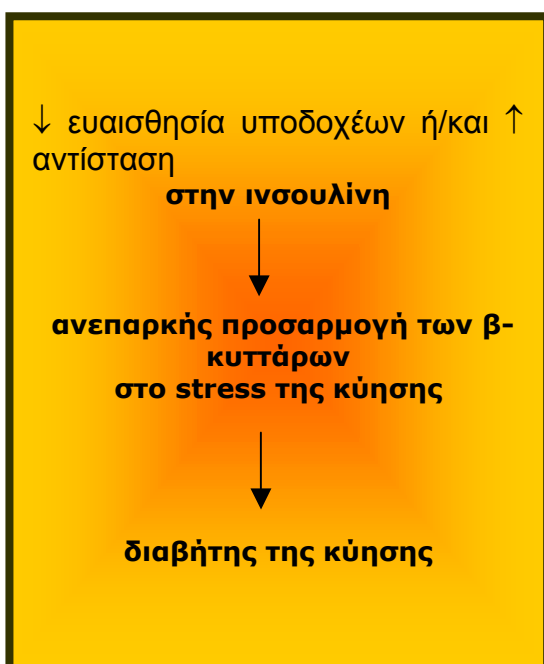 ↓ ευαισθησία υποδοχέων ή/και ↑
αντίσταση
στην ινσουλίνη
ανεπαρκής προσαρμογή των β-
κυττάρων
στο stress της κύησης
διαβήτης της κύησης